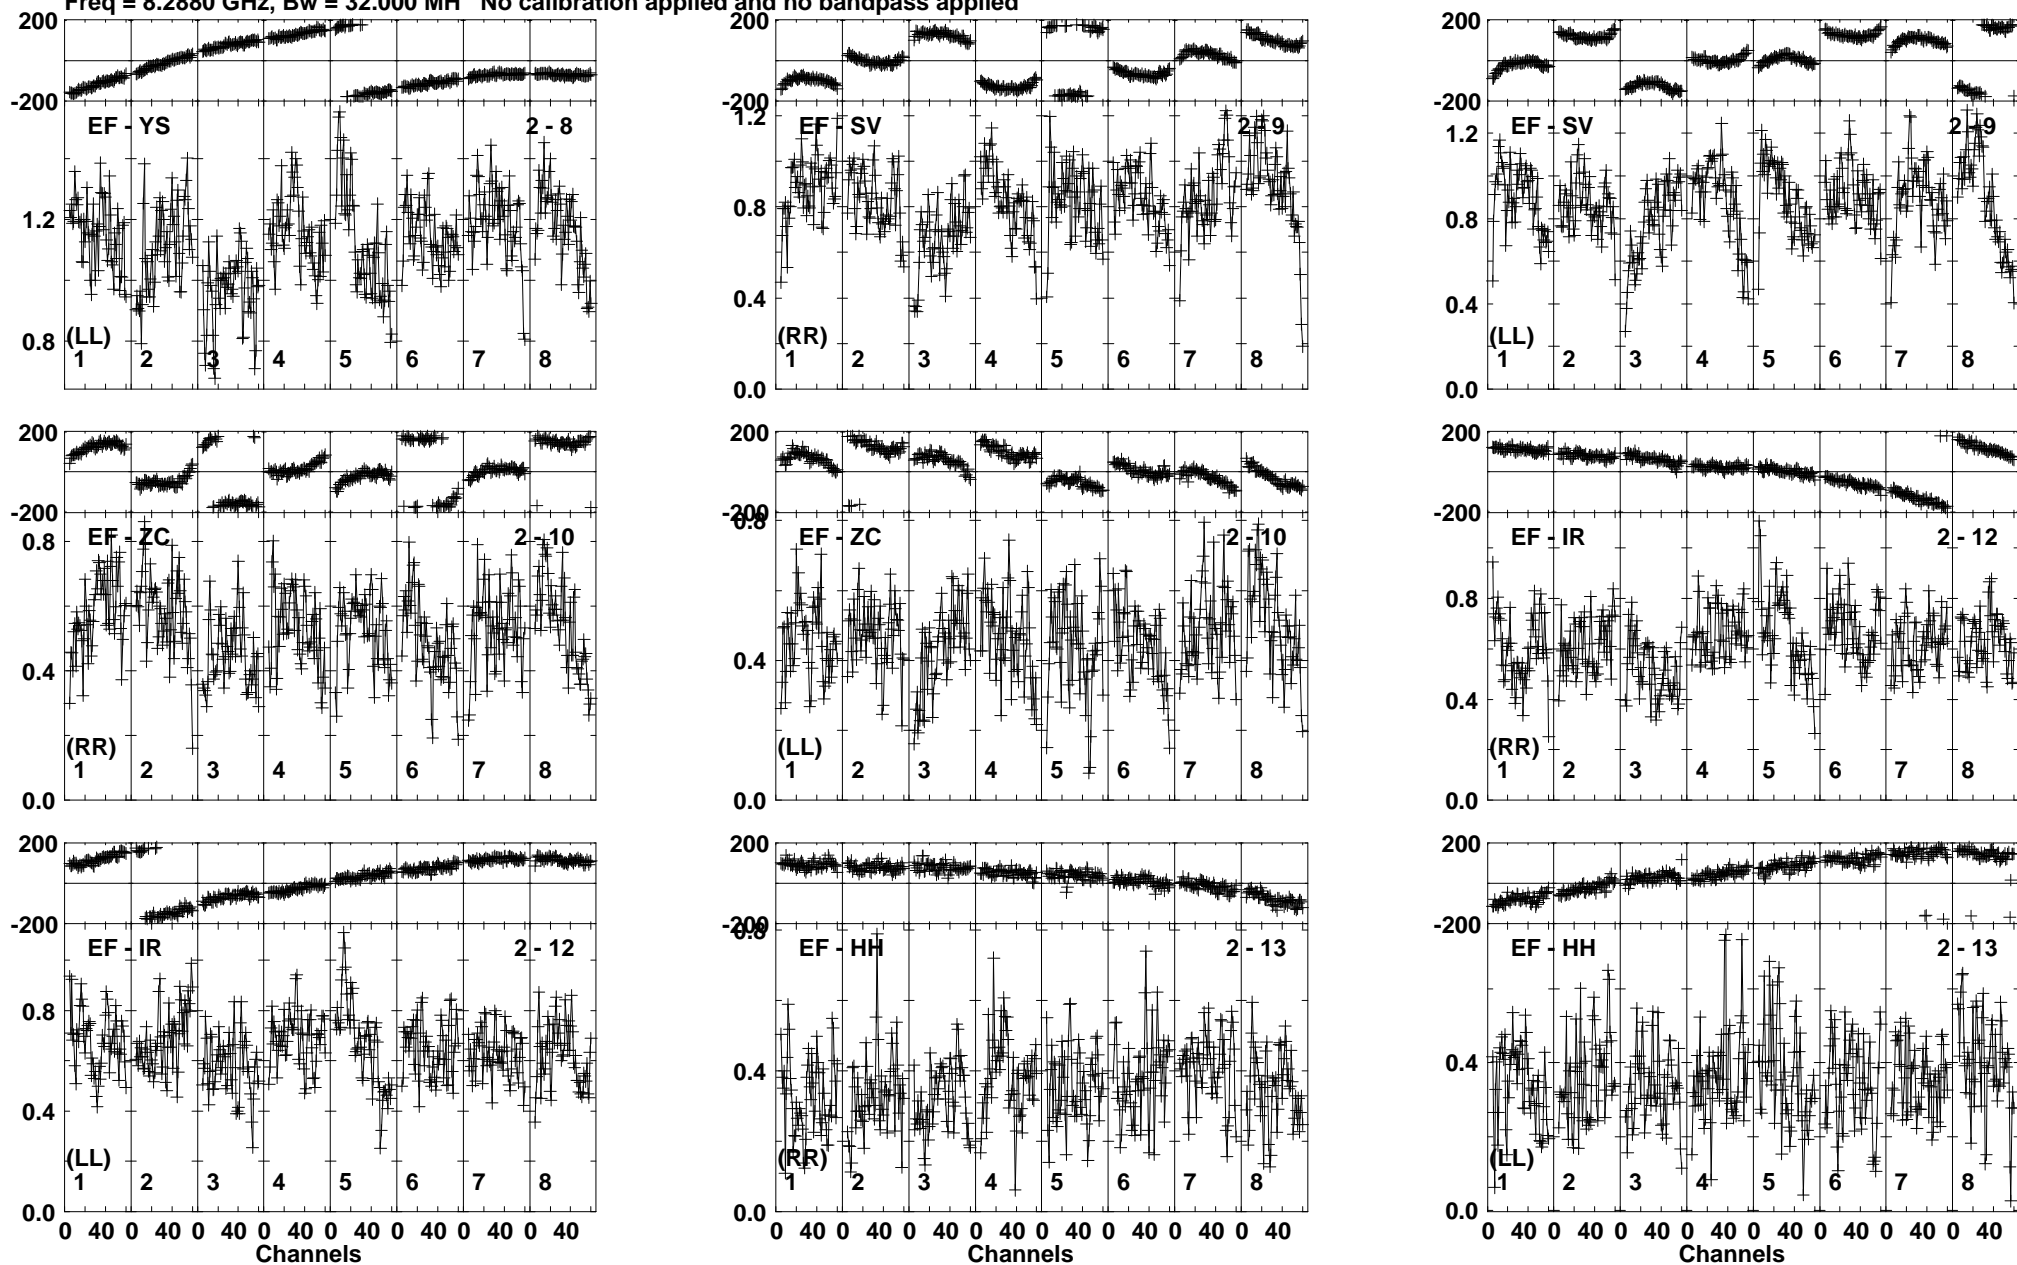 Freq = 8.2880 GHz, Bw = 32.000 MH No calibration applied and no bandpass applied
200 200 200
-200 -200 -200
EF - YS 2 - 8 1.2 EF - SV 2 - 9 EF - SV 2 - 9
1.2
1.2 0.8 0.8
0.8 0.4 0.4
(LL) (RR) (LL)
1 2 3 4 5 6 7 8 1 2 3 4 5 6 7 8 1 2 3 4 5 6 7 8
0.0 0.0
200 200 200
-200 -200 -200
0.8
EF - ZC 2 - 10 EF - ZC 2 - 10 EF - IR 2 - 12
0.8 0.8
0.4 0.4 0.4
(RR) (LL) (RR)
1 2 3 4 5 6 7 8 1 2 3 4 5 6 7 8 1 2 3 4 5 6 7 8
0.0 0.0 0.0
200 200 200
-200 -200 -200
0.8
EF - IR 2 - 12 EF - HH 2 - 13 EF - HH 2 - 13
0.8
0.4 0.4 0.4
(LL) (RR) (LL)
1 2 3 4 5 6 7 8 1 2 3 4 5 6 7 8 1 2 3 4 5 6 7 8
0.0 0.0 0.0
0 40 0 40 0 40 0 40 0 40 0 40 0 40 0 40 0 40 0 40 0 40 0 40 0 40 0 40 0 40 0 40 0 40 0 40 0 40 0 40 0 40 0 40 0 40 0 40
Channels Channels Channels